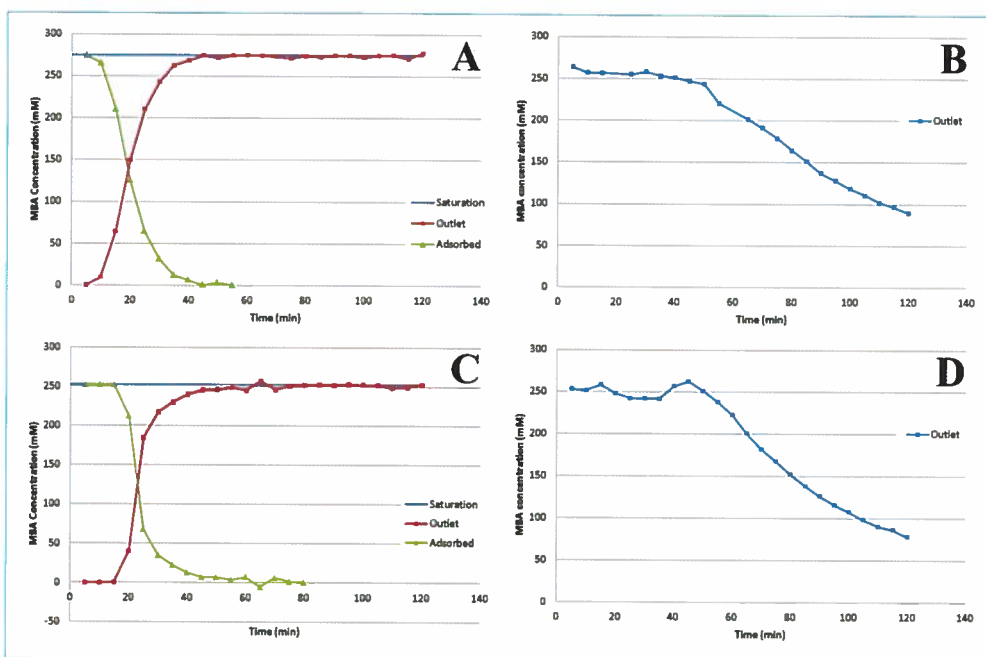 A
MBA Concentration (mM)
300
250
200
150
100
50
0
0 20 40 60 80 100 120 140
Time (min)
Saturation
Outlet
Adsorbed
B
MBA concentration (mM)
300
250
200
150
100
50
0
0 20 40 60 80 100 120 140
Time (min)
Outlet
C
MBA Concentration (mM)
300
250
200
150
100
50
0
-50
0 20 40 60 80 100 120 140
Time (min)
Saturation
Outlet
Adsorbed
D
MBA concentration (mM)
300
250
200
150
100
50
0
0 20 40 60 80 100 120 140
Time (min)
Outlet